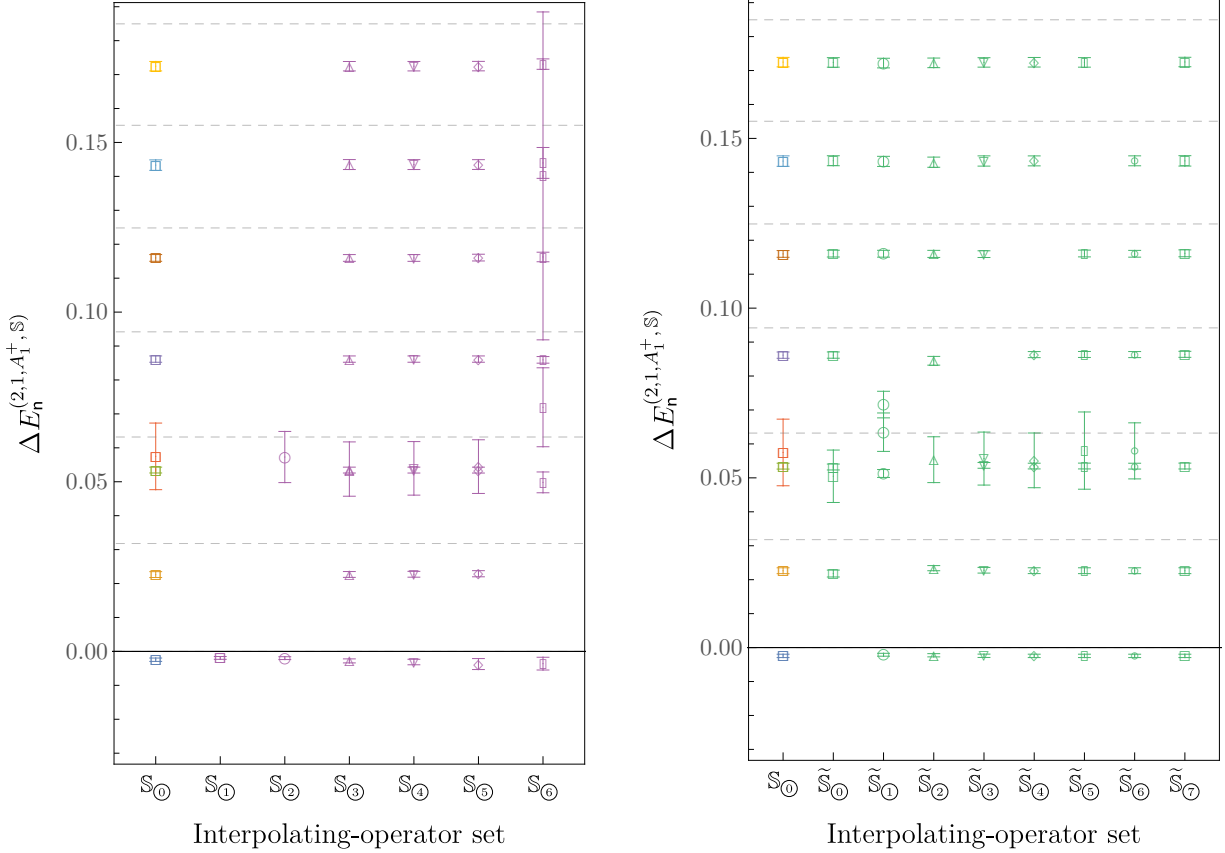 0.15
0.10
0.05
0.00
ΔE_n^(2,1,A_1^+,𝕊)
𝕊⓪ 𝕊① 𝕊② 𝕊③ 𝕊④ 𝕊⑤ 𝕊⑥
Interpolating-operator set
0.15
0.10
0.05
0.00
ΔE_n^(2,1,A_1^+,𝕊)
𝕊⓪ 𝕊̃⓪ 𝕊̃① 𝕊̃② 𝕊̃③ 𝕊̃④ 𝕊̃⑤ 𝕊̃⑥ 𝕊̃⑦
Interpolating-operator set